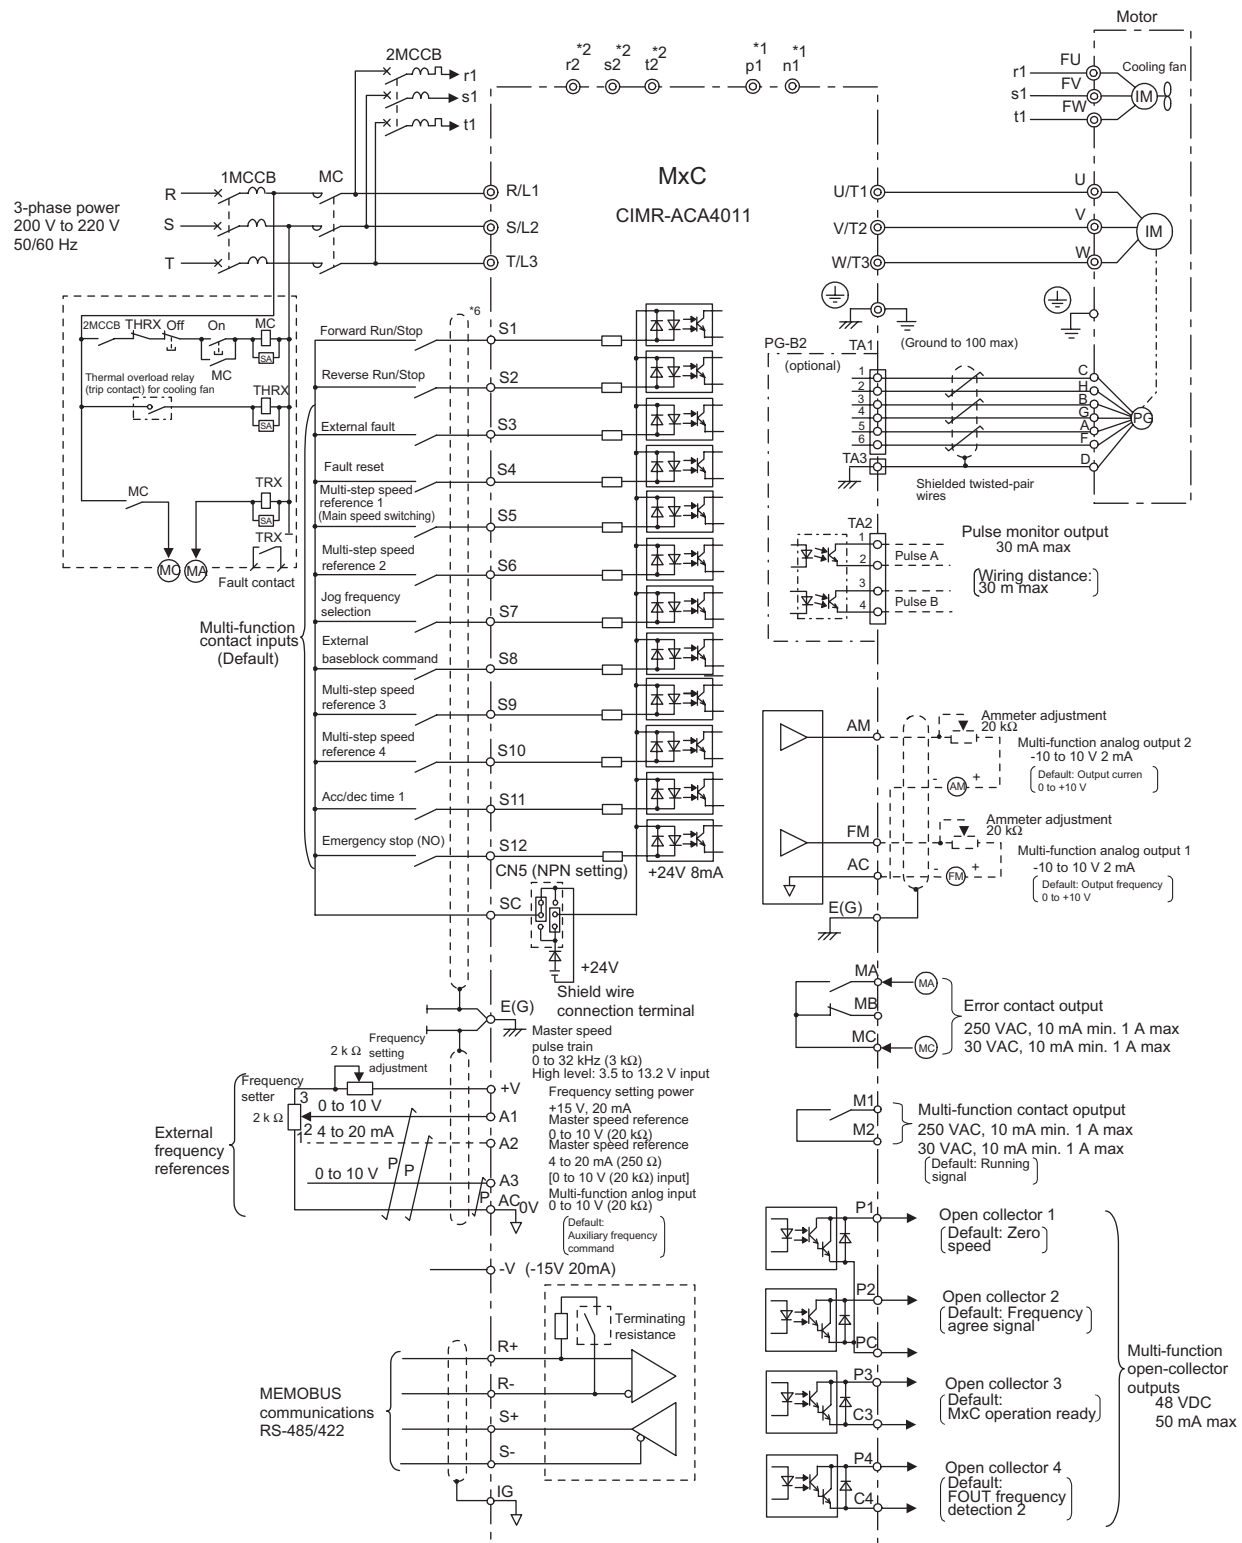 Motor
2MCCB
r1
s1
t1
r2 *2
s2 *2
t2 *2
p1 *1
n1 *1
r1
s1
t1
FU
FV
FW
Cooling fan
IM
3-phase power
200 V to 220 V
50/60 Hz
R
S
T
1MCCB
MC
R/L1
S/L2
T/L3
MxC
CIMR-ACA4011
U/T1
V/T2
W/T3
U
V
W
IM
(Ground to 100 max)
2MCCB
THRX
Off
On
MC
SA
MC
Thermal overload relay
(trip contact) for cooling fan
THRX
SA
MC
TRX
SA
TRX
MC
MA
Fault contact
*6
Forward Run/Stop
S1
Reverse Run/Stop
S2
External fault
S3
Fault reset
S4
Multi-step speed
reference 1
(Main speed switching)
S5
Multi-step speed
reference 2
S6
Jog frequency
selection
S7
External
baseblock command
S8
Multi-step speed
reference 3
S9
Multi-step speed
reference 4
S10
Acc/dec time 1
S11
Emergency stop (NO)
S12
Multi-function
contact inputs
(Default)
CN5 (NPN setting)
+24V 8mA
SC
+24V
Shield wire
connection terminal
E(G)
PG-B2
(optional)
TA1
1
2
3
4
5
6
TA3
C
H
B
G
A
F
D
PG
Shielded twisted-pair
wires
TA2
1
2
3
4
Pulse A
Pulse B
Pulse monitor output
30 mA max
(Wiring distance:
30 m max)
AM
Ammeter adjustment
20 kΩ
Multi-function analog output 2
-10 to 10 V 2 mA
(Default: Output curren
0 to +10 V)
- AM +
FM
AC
Ammeter adjustment
20 kΩ
Multi-function analog output 1
-10 to 10 V 2 mA
(Default: Output frequency
0 to +10 V)
- FM +
E(G)
MA
MB
MC
MA
MC
Error contact output
250 VAC, 10 mA min. 1 A max
30 VAC, 10 mA min. 1 A max
M1
M2
Multi-function contact oputput
250 VAC, 10 mA min. 1 A max
30 VAC, 10 mA min. 1 A max
(Default: Running
signal)
Master speed
pulse train
0 to 32 kHz (3 kΩ)
High level: 3.5 to 13.2 V input
2 k Ω
Frequency
setting
adjustment
Frequency
setter
2 k Ω
3
2
1
0 to 10 V
4 to 20 mA
0 to 10 V
P
P
P
External
frequency
references
+V
A1
A2
A3
AC
0V
Frequency setting power
+15 V, 20 mA
Master speed reference
0 to 10 V (20 kΩ)
Master speed reference
4 to 20 mA (250 Ω)
[0 to 10 V (20 kΩ) input]
Multi-function anlog input
0 to 10 V (20 kΩ)
(Default:
Auxiliary frequency
command)
-V (-15V 20mA)
Terminating
resistance
R+
R-
S+
S-
IG
MEMOBUS
communications
RS-485/422
P1
Open collector 1
(Default: Zero
speed)
P2
PC
Open collector 2
(Default: Frequency
agree signal)
P3
C3
Open collector 3
(Default:
MxC operation ready)
P4
C4
Open collector 4
(Default:
FOUT frequency
detection 2)
Multi-function
open-collector
outputs
48 VDC
50 mA max